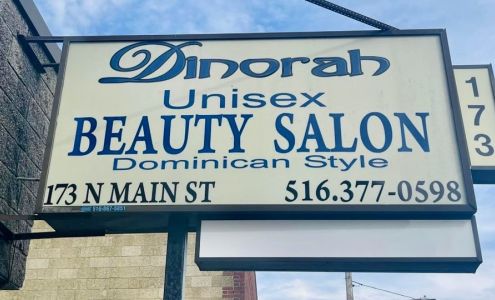 Dinorah
Unisex
BEAUTY SALON
Dominican Style
173 N MAIN ST 516.377-0598
173